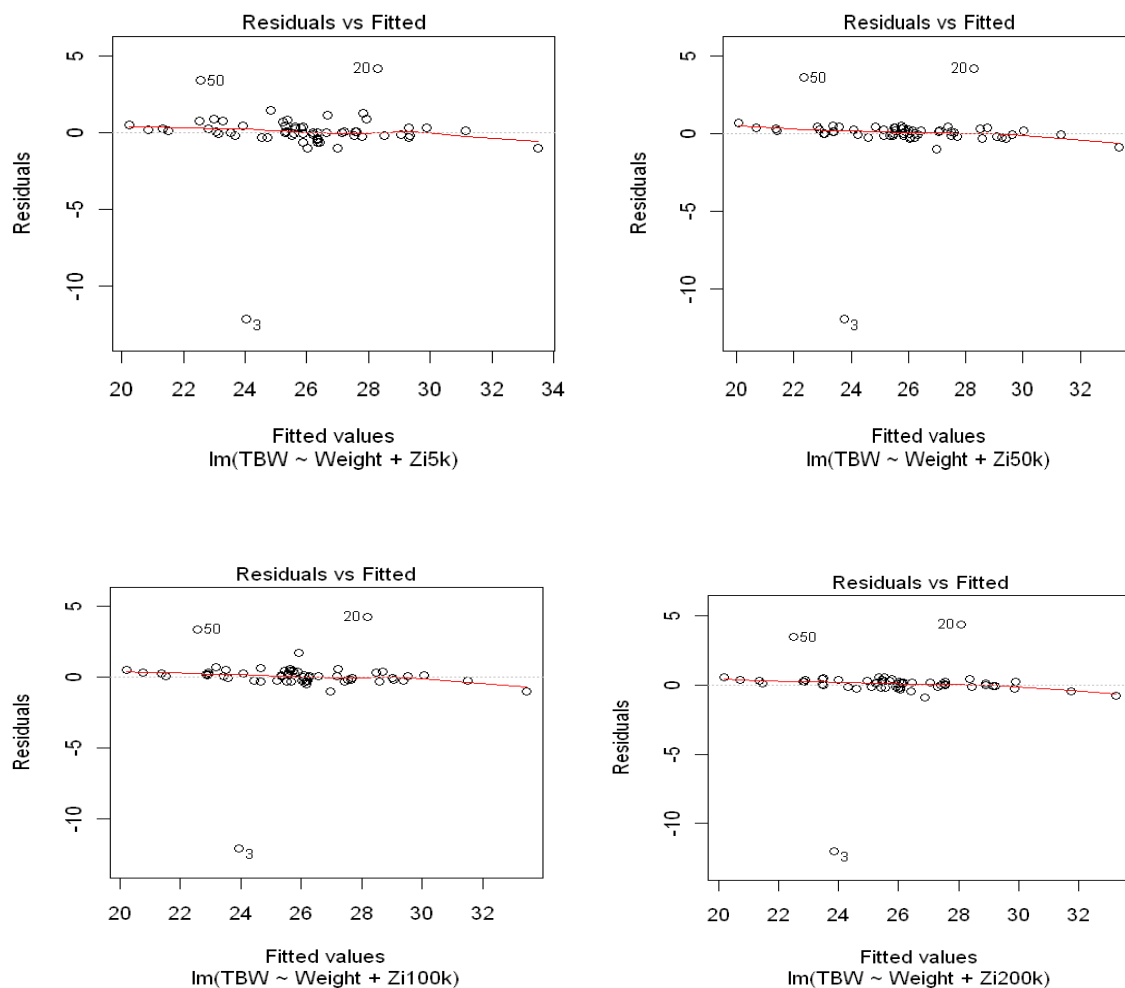 Residuals vs Fitted
5
0
-5
-10
Residuals
50
20
3
20 22 24 26 28 30 32 34
Fitted values
lm(TBW ~ Weight + Zi5k)
Residuals vs Fitted
5
0
-5
-10
Residuals
50
20
3
20 22 24 26 28 30 32
Fitted values
lm(TBW ~ Weight + Zi50k)
Residuals vs Fitted
5
0
-5
-10
Residuals
50
20
3
20 22 24 26 28 30 32
Fitted values
lm(TBW ~ Weight + Zi100k)
Residuals vs Fitted
5
0
-5
-10
Residuals
50
20
3
20 22 24 26 28 30 32
Fitted values
lm(TBW ~ Weight + Zi200k)